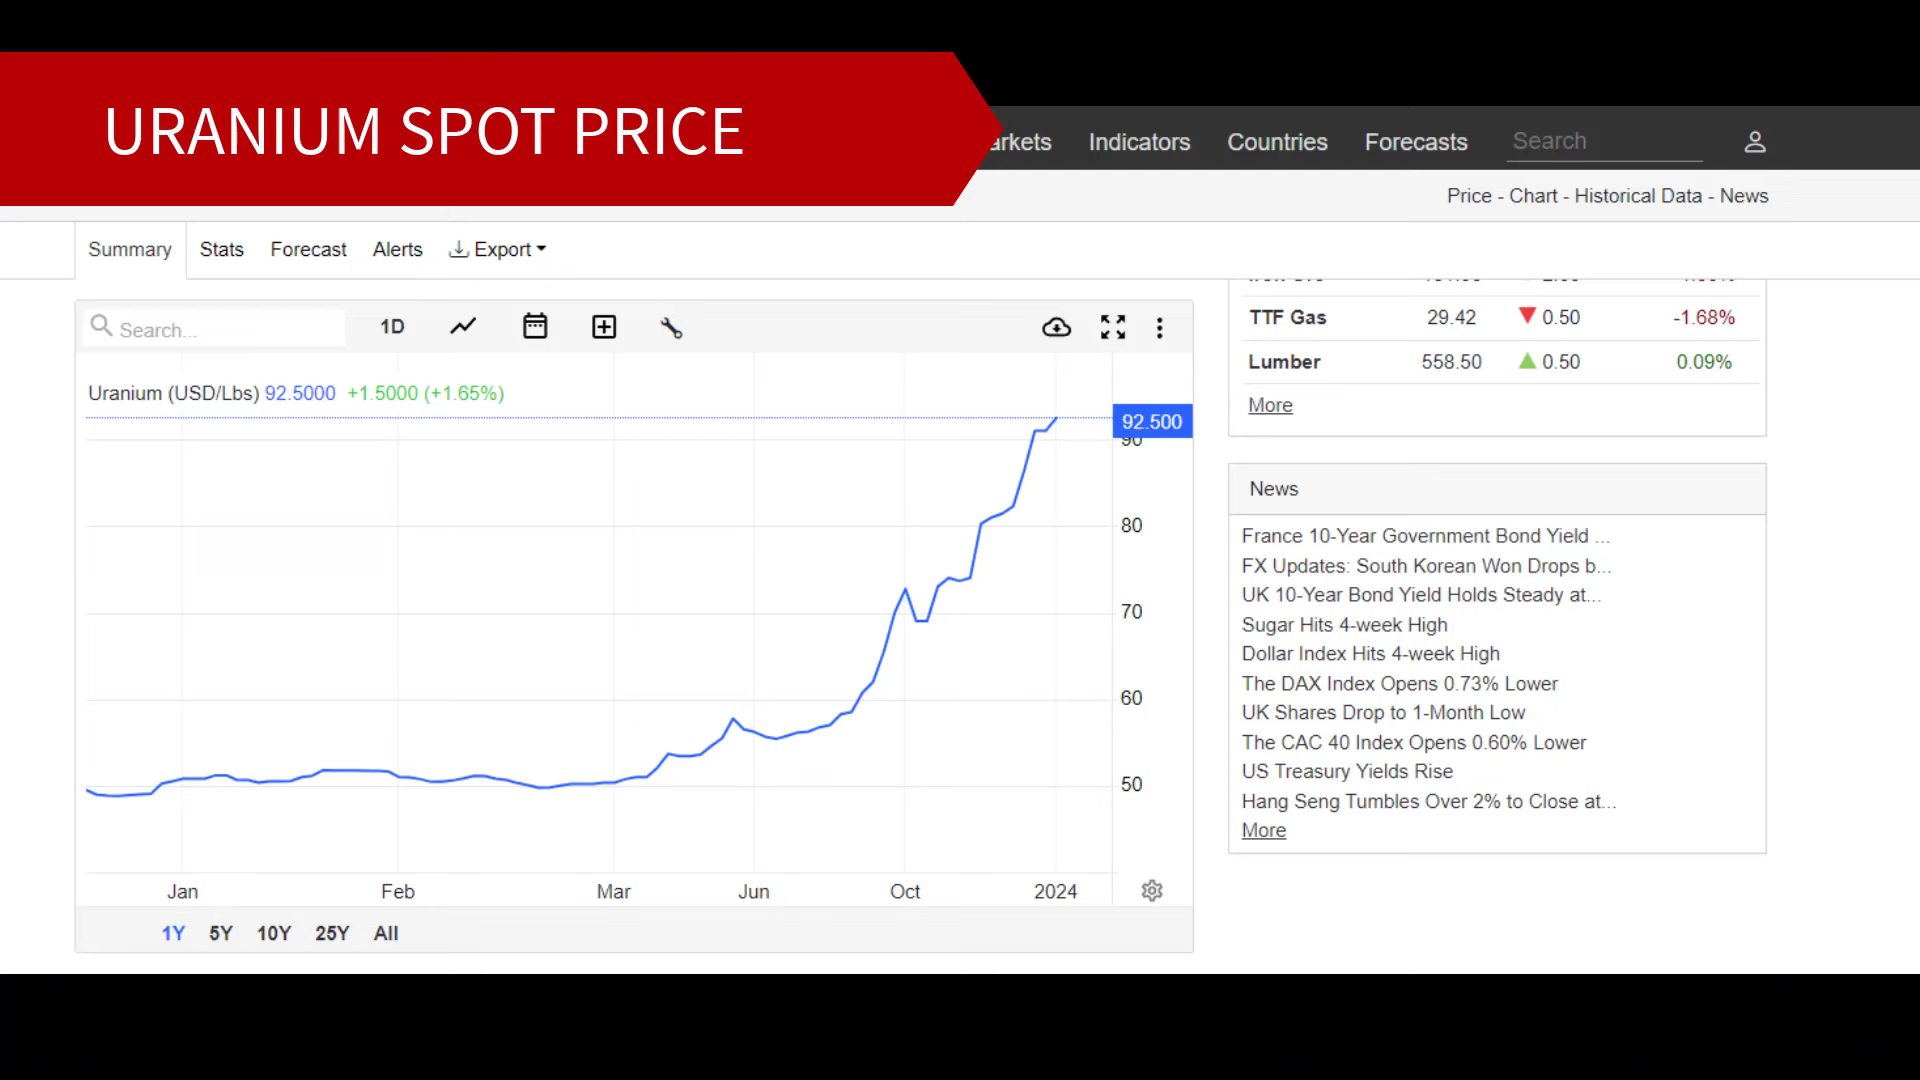 URANIUM SPOT PRICE
Indicators Countries Forecasts Search
Price - Chart - Historical Data - News
Summary Stats Forecast Alerts Export
TTF Gas 29.42 0.50 -1.68%
Lumber 558.50 0.50 0.09%
More
Search... 1D
Uranium (USD/Lbs) 92.5000 +1.5000 (+1.65%)
92.500
90
80
70
60
50
Jan Feb Mar Jun Oct 2024
1Y 5Y 10Y 25Y All
News
France 10-Year Government Bond Yield ...
FX Updates: South Korean Won Drops b...
UK 10-Year Bond Yield Holds Steady at...
Sugar Hits 4-week High
Dollar Index Hits 4-week High
The DAX Index Opens 0.73% Lower
UK Shares Drop to 1-Month Low
The CAC 40 Index Opens 0.60% Lower
US Treasury Yields Rise
Hang Seng Tumbles Over 2% to Close at...
More